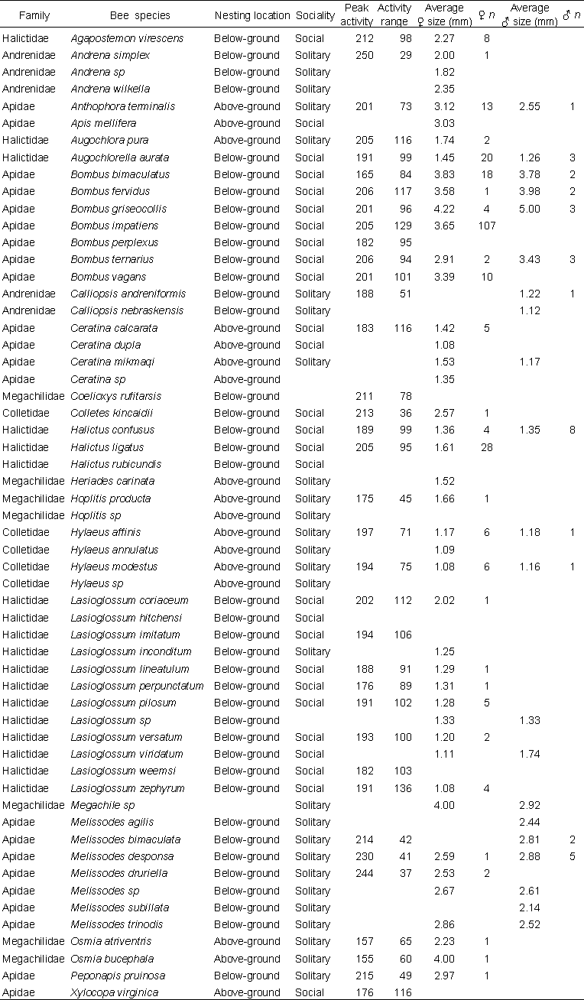 Family Bee species Nesting location Sociality Peak activity Activity range Average ♀ size (mm) ♀ n Average ♂ size (mm) ♂ n
Halictidae Agapostemon virescens Below-ground Social 212 98 2.27 8
Andrenidae Andrena simplex Below-ground Solitary 250 29 2.00 1
Andrenidae Andrena sp Below-ground Solitary 1.82
Andrenidae Andrena wilkella Below-ground Solitary 2.35
Apidae Anthophora terminalis Above-ground Solitary 201 73 3.12 13 2.55 1
Apidae Apis mellifera Above-ground Social 3.03
Halictidae Augochlora pura Above-ground Solitary 205 116 1.74 2
Halictidae Augochlorella aurata Below-ground Social 191 99 1.45 20 1.26 3
Apidae Bombus bimaculatus Below-ground Social 165 84 3.83 18 3.78 2
Apidae Bombus fervidus Below-ground Social 206 117 3.58 1 3.98 2
Apidae Bombus griseocollis Below-ground Social 201 96 4.22 4 5.00 3
Apidae Bombus impatiens Below-ground Social 205 129 3.65 107
Apidae Bombus perplexus Below-ground Social 182 95
Apidae Bombus ternarius Below-ground Social 206 94 2.91 2 3.43 3
Apidae Bombus vagans Below-ground Social 201 101 3.39 10
Andrenidae Calliopsis andreniformis Below-ground Solitary 188 51 1.22 1
Andrenidae Calliopsis nebraskensis Below-ground Solitary 1.12
Apidae Ceratina calcarata Above-ground Social 183 116 1.42 5
Apidae Ceratina dupla Above-ground Social 1.08
Apidae Ceratina mikmaqi Above-ground Solitary 1.53 1.17
Apidae Ceratina sp Above-ground 1.35
Megachilidae Coelioxys rufitarsis Below-ground 211 78
Colletidae Colletes kincaidii Below-ground Social 213 36 2.57 1
Halictidae Halictus confusus Below-ground Social 189 99 1.36 4 1.35 8
Halictidae Halictus ligatus Below-ground Social 205 95 1.61 28
Halictidae Halictus rubicundis Below-ground Social
Megachilidae Heriades carinata Above-ground Solitary 1.52
Megachilidae Hoplitis producta Above-ground Solitary 175 45 1.66 1
Megachilidae Hoplitis sp Above-ground Solitary
Colletidae Hylaeus affinis Above-ground Solitary 197 71 1.17 6 1.18 1
Colletidae Hylaeus annulatus Above-ground Solitary 1.09
Colletidae Hylaeus modestus Above-ground Solitary 194 75 1.08 6 1.16 1
Colletidae Hylaeus sp Above-ground Solitary
Halictidae Lasioglossum coriaceum Below-ground Social 202 112 2.02 1
Halictidae Lasioglossum hitchensi Below-ground Social
Halictidae Lasioglossum imitatum Below-ground Social 194 106
Halictidae Lasioglossum inconditum Below-ground Solitary 1.25
Halictidae Lasioglossum lineatulum Below-ground Social 188 91 1.29 1
Halictidae Lasioglossum perpunctatum Below-ground Social 176 89 1.31 1
Halictidae Lasioglossum pilosum Below-ground Social 191 102 1.28 5
Halictidae Lasioglossum sp Below-ground 1.33 1.33
Halictidae Lasioglossum versatum Below-ground Social 193 100 1.20 2
Halictidae Lasioglossum viridatum Below-ground Social 1.11 1.74
Halictidae Lasioglossum weemsi Below-ground Social 182 103
Halictidae Lasioglossum zephyrum Below-ground Social 191 136 1.08 4
Megachilidae Megachile sp Solitary 4.00 2.92
Apidae Melissodes agilis Below-ground Solitary 2.44
Apidae Melissodes bimaculata Below-ground Solitary 214 42 2.81 2
Apidae Melissodes desponsa Below-ground Solitary 230 41 2.59 1 2.88 5
Apidae Melissodes druriella Below-ground Solitary 244 37 2.53 2
Apidae Melissodes sp Below-ground Solitary 2.67 2.61
Apidae Melissodes subillata Below-ground Solitary 2.14
Apidae Melissodes trinodis Below-ground Solitary 2.86 2.52
Megachilidae Osmia atriventris Above-ground Solitary 157 65 2.23 1
Megachilidae Osmia bucephala Above-ground Solitary 155 60 4.00 1
Apidae Peponapis pruinosa Below-ground Solitary 215 49 2.97 1
Apidae Xylocopa virginica Above-ground Social 176 116